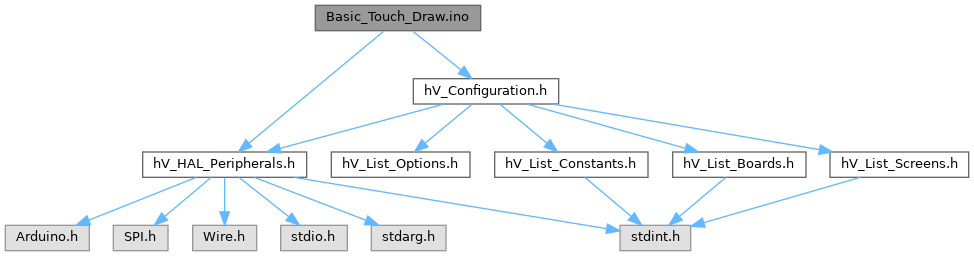 Basic_Touch_Draw.ino
hV_Configuration.h
hV_HAL_Peripherals.h
hV_List_Options.h
hV_List_Constants.h
hV_List_Boards.h
hV_List_Screens.h
Arduino.h
SPI.h
Wire.h
stdio.h
stdarg.h
stdint.h